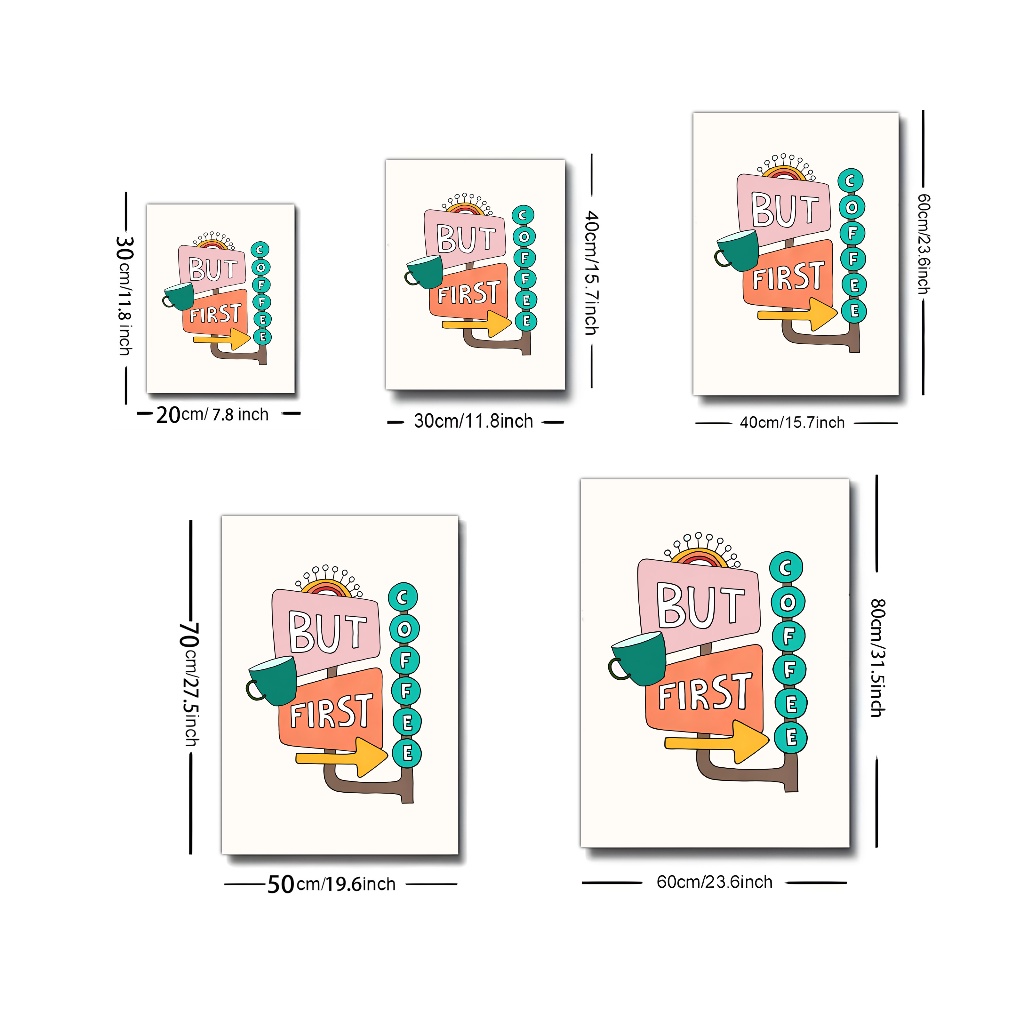 BUT
FIRST
COFFEE
30cm/11.8 inch
20cm/ 7.8 inch
BUT
FIRST
COFFEE
40cm/15.7inch
30cm/11.8inch
BUT
FIRST
COFFEE
60cm/23.6inch
40cm/15.7inch
BUT
FIRST
COFFEE
70cm/27.5inch
50cm/19.6inch
BUT
FIRST
COFFEE
80cm/31.5inch
60cm/23.6inch